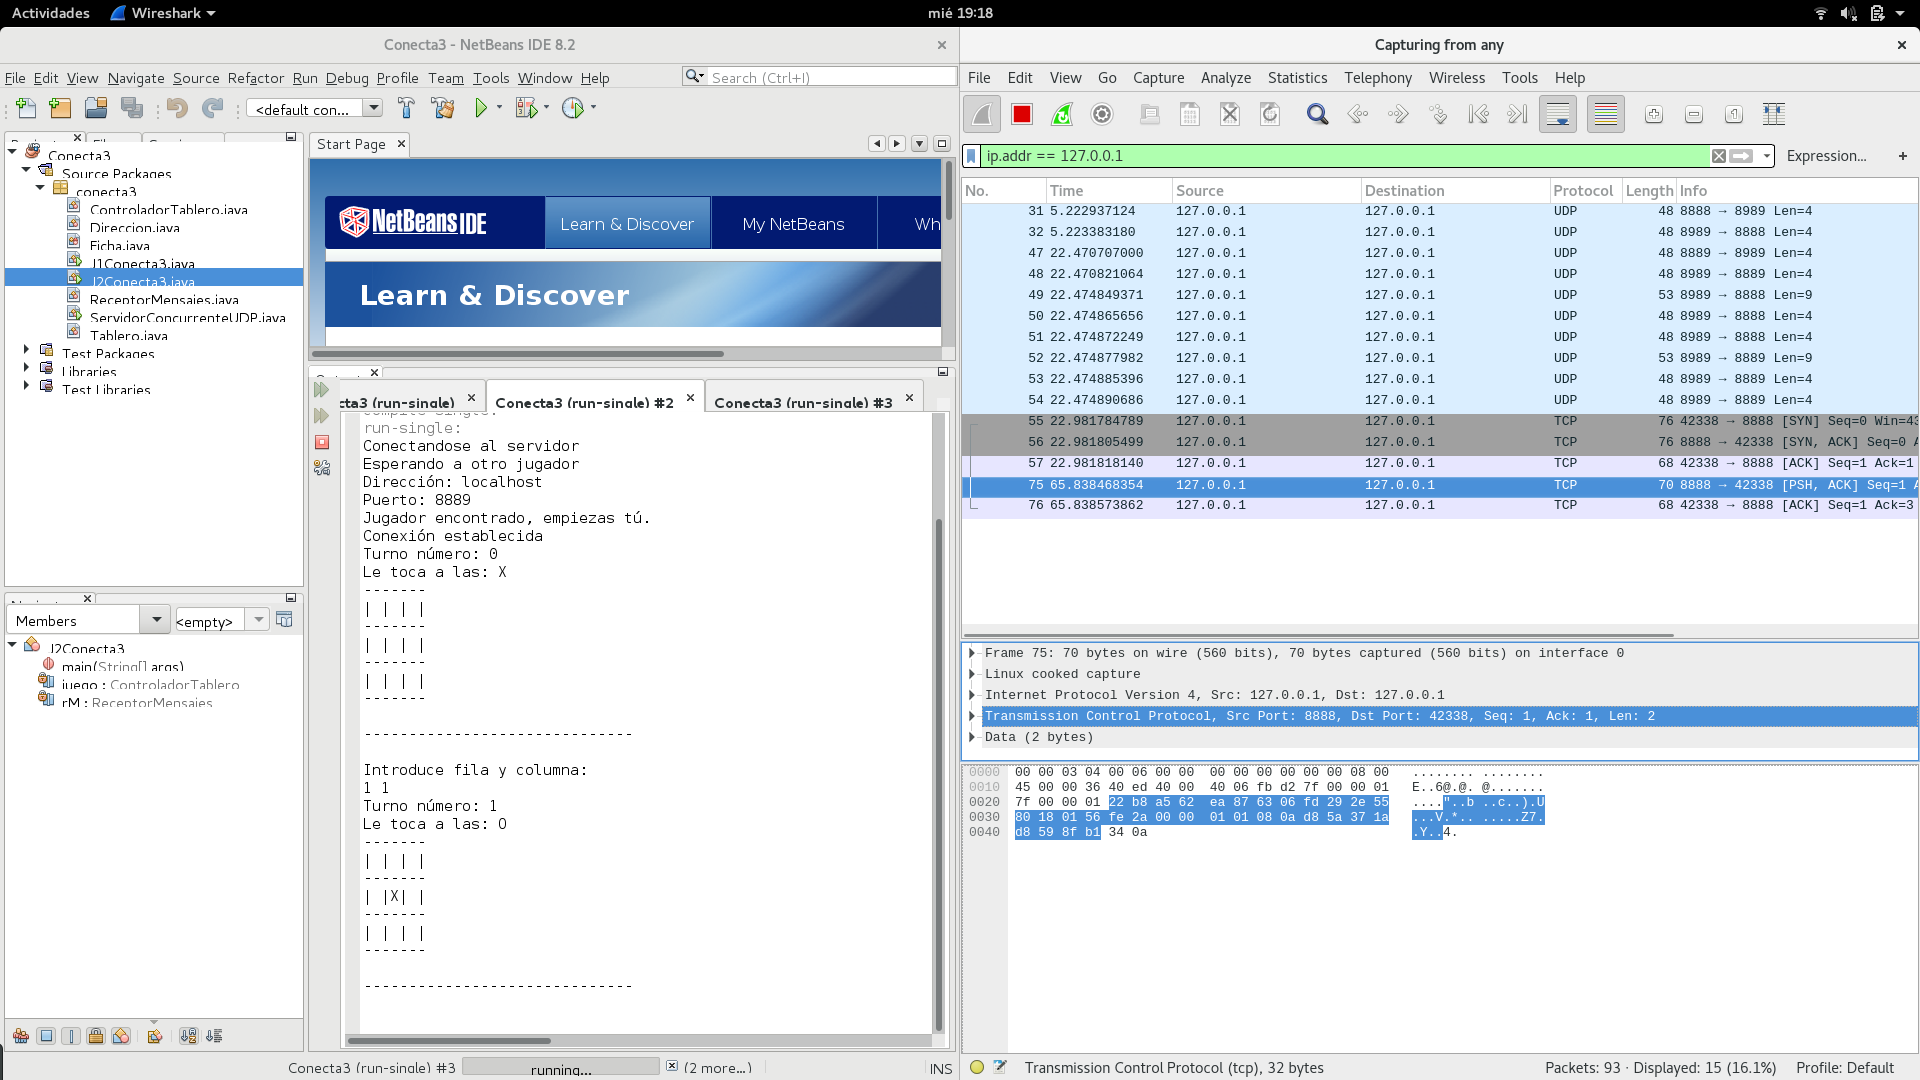 Actividades Wireshark mié 19:18
Conecta3 - NetBeans IDE 8.2
File Edit View Navigate Source Refactor Run Debug Profile Team Tools Window Help
Search (Ctrl+I)
<default con...
Conecta3
Source Packages
conecta3
ControladorTablero.java
Direccion.java
Ficha.java
J1Conecta3.java
J2Conecta3.java
ReceptorMensajes.java
ServidorConcurrenteUDP.java
Tablero.java
Test Packages
Libraries
Test Libraries
Members
<empty>
J2Conecta3
main(String[] args)
juego : ControladorTablero
rM : ReceptorMensajes
Start Page
NetBeans IDE
Learn & Discover My NetBeans Wh
Learn & Discover
cta3 (run-single) Conecta3 (run-single) #2 Conecta3 (run-single) #3
compile-single:
run-single:
Conectandose al servidor
Esperando a otro jugador
Dirección: localhost
Puerto: 8889
Jugador encontrado, empiezas tú.
Conexión establecida
Turno número: 0
Le toca a las: X
-------
| | | |
-------
| | | |
-------
| | | |
-------
------------------------------
Introduce fila y columna:
1 1
Turno número: 1
Le toca a las: O
-------
| | | |
-------
| |X| |
-------
| | | |
-------
------------------------------
Conecta3 (run-single) #3 running... (2 more...) INS
Capturing from any
File Edit View Go Capture Analyze Statistics Telephony Wireless Tools Help
ip.addr == 127.0.0.1 Expression... +
No. Time Source Destination Protocol Length Info
31 5.222937124 127.0.0.1 127.0.0.1 UDP 48 8888 → 8989 Len=4
32 5.223383180 127.0.0.1 127.0.0.1 UDP 48 8989 → 8888 Len=4
47 22.470707000 127.0.0.1 127.0.0.1 UDP 48 8889 → 8989 Len=4
48 22.470821064 127.0.0.1 127.0.0.1 UDP 48 8989 → 8889 Len=4
49 22.474849371 127.0.0.1 127.0.0.1 UDP 53 8989 → 8888 Len=9
50 22.474865656 127.0.0.1 127.0.0.1 UDP 48 8989 → 8888 Len=4
51 22.474872249 127.0.0.1 127.0.0.1 UDP 48 8989 → 8888 Len=4
52 22.474877982 127.0.0.1 127.0.0.1 UDP 53 8989 → 8889 Len=9
53 22.474885396 127.0.0.1 127.0.0.1 UDP 48 8989 → 8889 Len=4
54 22.474890686 127.0.0.1 127.0.0.1 UDP 48 8989 → 8889 Len=4
55 22.981784789 127.0.0.1 127.0.0.1 TCP 76 42338 → 8888 [SYN] Seq=0 Win=43
56 22.981805499 127.0.0.1 127.0.0.1 TCP 76 8888 → 42338 [SYN, ACK] Seq=0 A
57 22.981818140 127.0.0.1 127.0.0.1 TCP 68 42338 → 8888 [ACK] Seq=1 Ack=1
75 65.838468354 127.0.0.1 127.0.0.1 TCP 70 8888 → 42338 [PSH, ACK] Seq=1 A
76 65.838573862 127.0.0.1 127.0.0.1 TCP 68 42338 → 8888 [ACK] Seq=1 Ack=3
Frame 75: 70 bytes on wire (560 bits), 70 bytes captured (560 bits) on interface 0
Linux cooked capture
Internet Protocol Version 4, Src: 127.0.0.1, Dst: 127.0.0.1
Transmission Control Protocol, Src Port: 8888, Dst Port: 42338, Seq: 1, Ack: 1, Len: 2
Data (2 bytes)
0000 00 00 03 04 00 06 00 00 00 00 00 00 00 00 08 00 ........ ........
0010 45 00 00 36 40 ed 40 00 40 06 fb d2 7f 00 00 01 E..6@.@. @.......
0020 7f 00 00 01 22 b8 a5 62 ea 87 63 06 fd 29 2e 55 ...."..b ..c..).U
0030 80 18 01 56 fe 2a 00 00 01 01 08 0a d8 5a 37 1a ...V.*.. .....Z7.
0040 d8 59 8f b1 34 0a .Y..4.
Transmission Control Protocol (tcp), 32 bytes Packets: 93 · Displayed: 15 (16.1%) Profile: Default